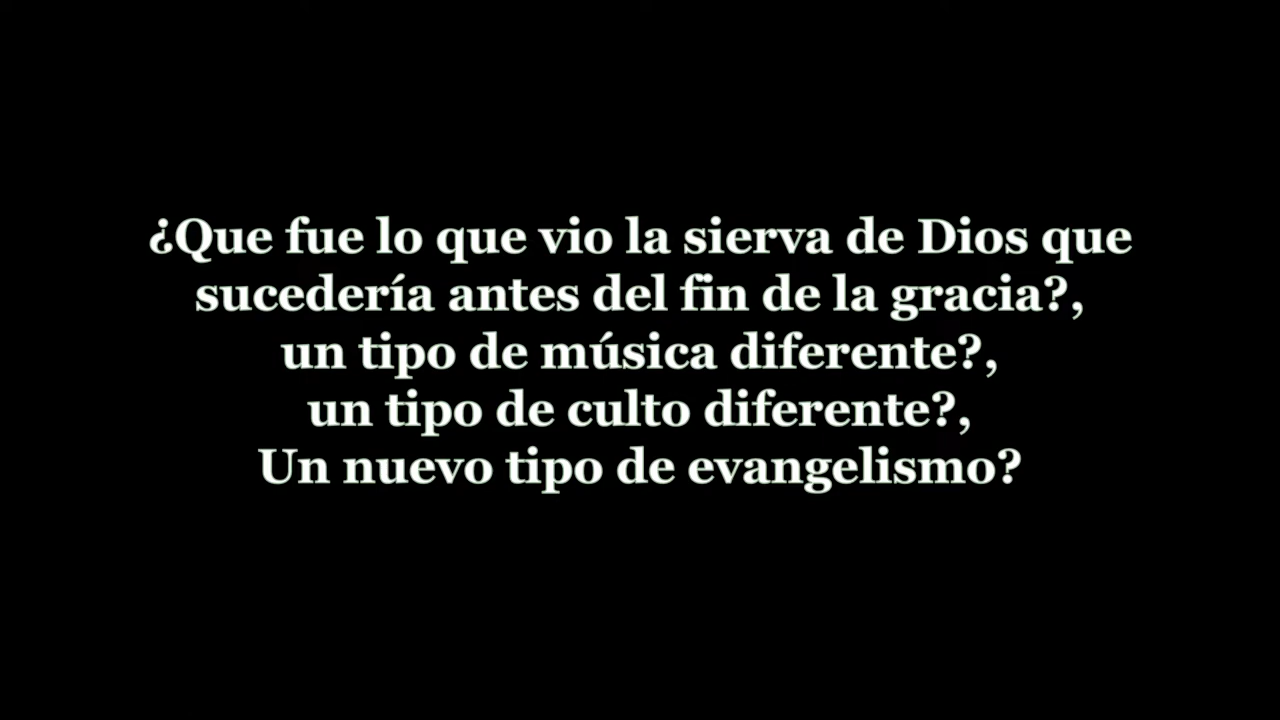 ¿Que fue lo que vio la sierva de Dios que
sucedería antes del fin de la gracia?,
un tipo de música diferente?,
un tipo de culto diferente?,
Un nuevo tipo de evangelismo?